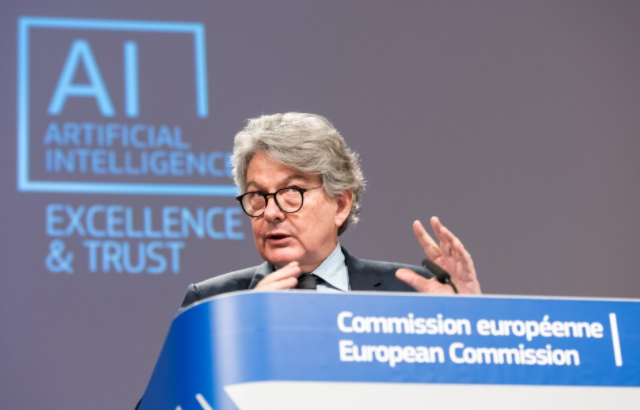 AI
ARTIFICIAL
INTELLIGENCE
EXCELLENCE
& TRUST
Commission européenne
European Commission